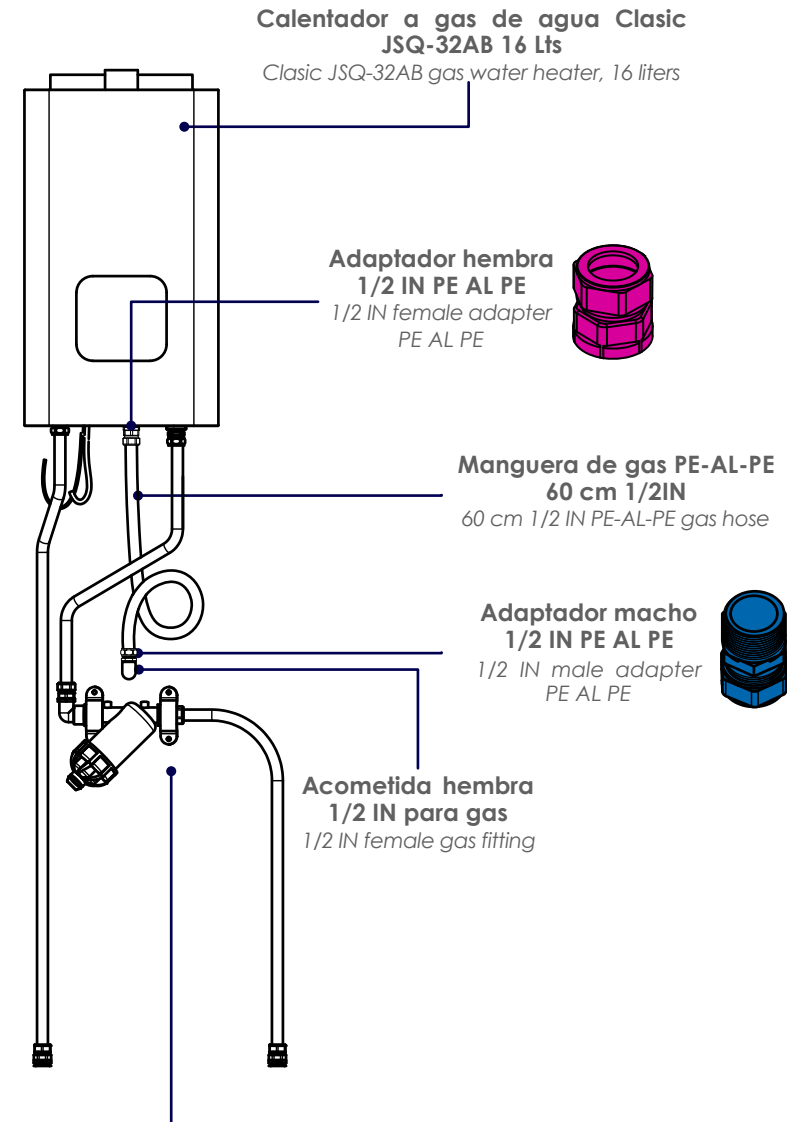 Calentador a gas de agua Clasic
JSQ-32AB 16 Lts
Clasic JSQ-32AB gas water heater, 16 liters
Adaptador hembra
1/2 IN PE AL PE
1/2 IN female adapter
PE AL PE
Manguera de gas PE-AL-PE
60 cm 1/2IN
60 cm 1/2 IN PE-AL-PE gas hose
Adaptador macho
1/2 IN PE AL PE
1/2 IN male adapter
PE AL PE
Acometida hembra
1/2 IN para gas
1/2 IN female gas fitting